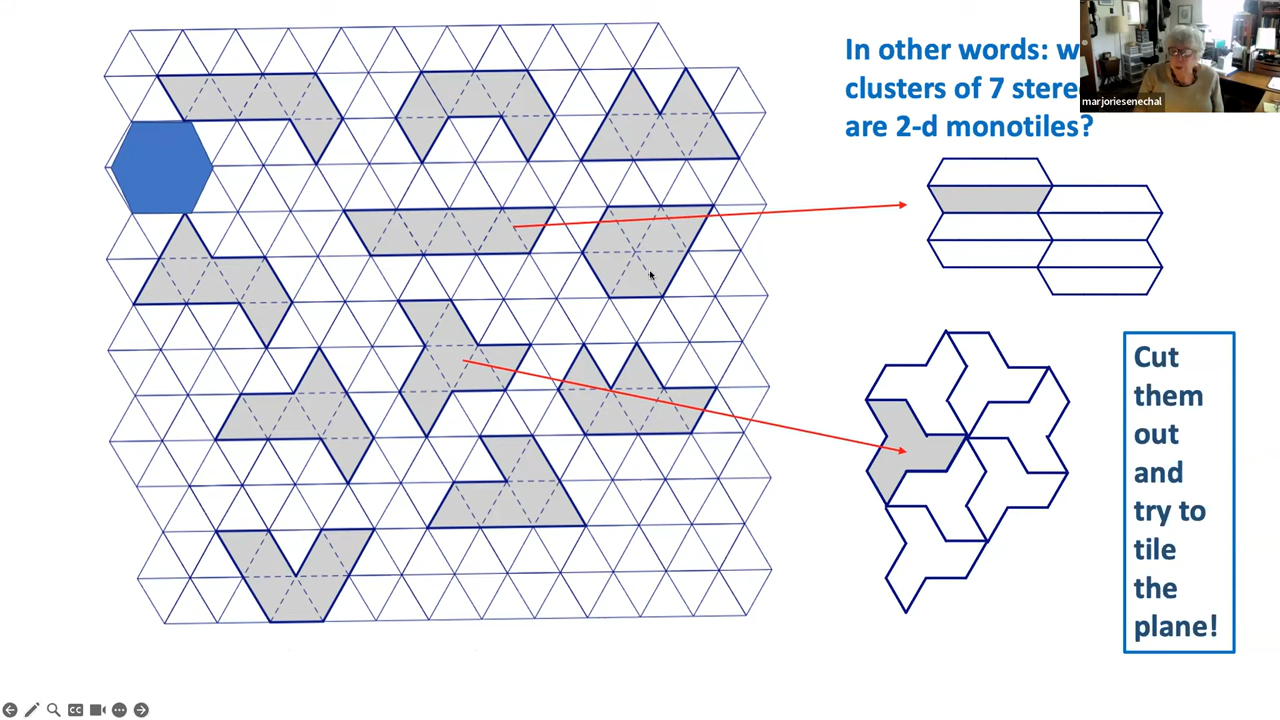 In other words: w
clusters of 7 stere
are 2-d monotiles?
marjoriesenechal
Cut
them
out
and
try to
tile
the
plane!
CC